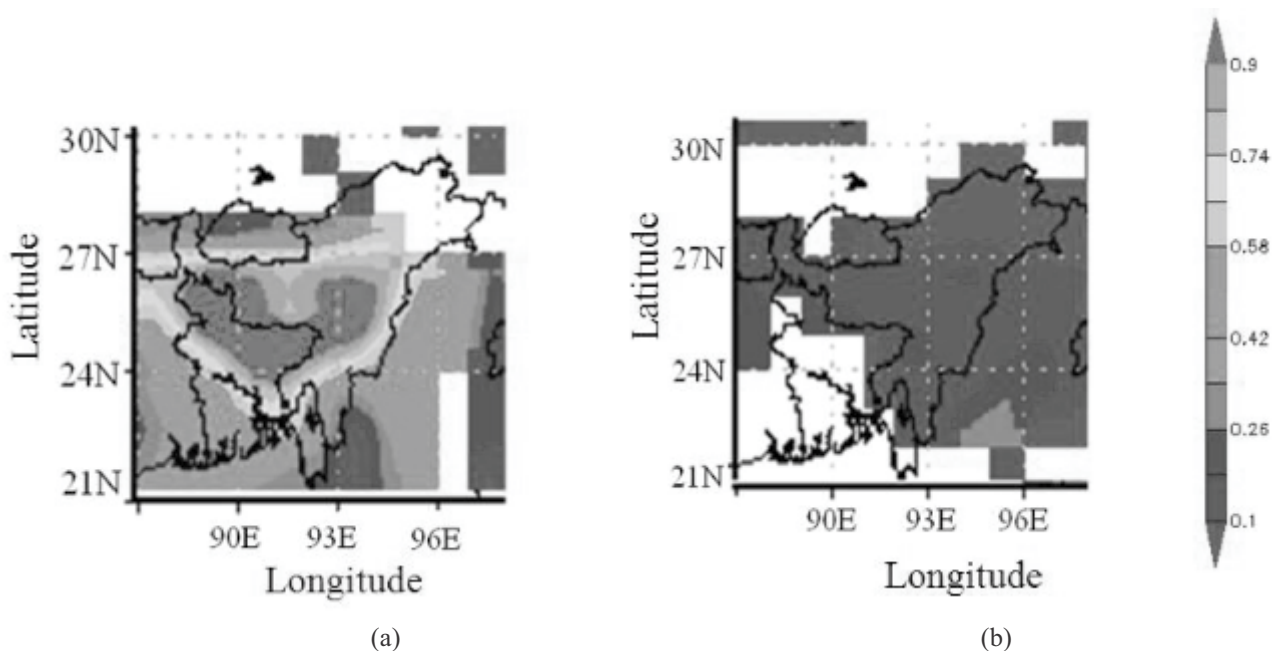 30N
27N
24N
21N
Latitude
90E 93E 96E
Longitude
(a)
30N
27N
24N
21N
Latitude
90E 93E 96E
Longitude
(b)
0.9
0.74
0.58
0.42
0.26
0.1